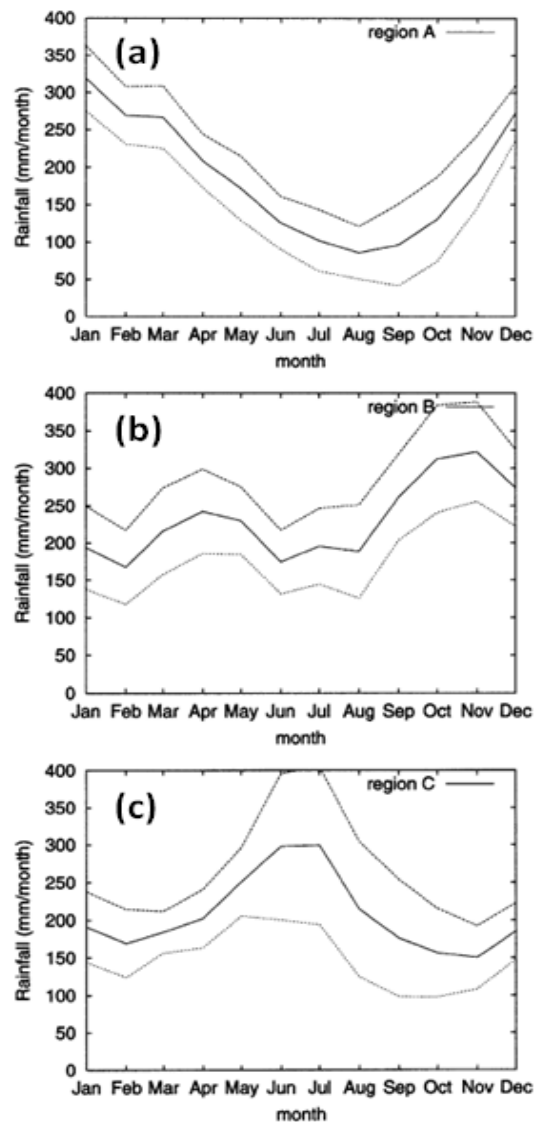 (a)
region A
400
350
300
250
200
150
100
50
0
Rainfall (mm/month)
Jan Feb Mar Apr May Jun Jul Aug Sep Oct Nov Dec
month
(b)
region B
400
350
300
250
200
150
100
50
0
Rainfall (mm/month)
Jan Feb Mar Apr May Jun Jul Aug Sep Oct Nov Dec
month
(c)
region C
400
350
300
250
200
150
100
50
0
Rainfall (mm/month)
Jan Feb Mar Apr May Jun Jul Aug Sep Oct Nov Dec
month